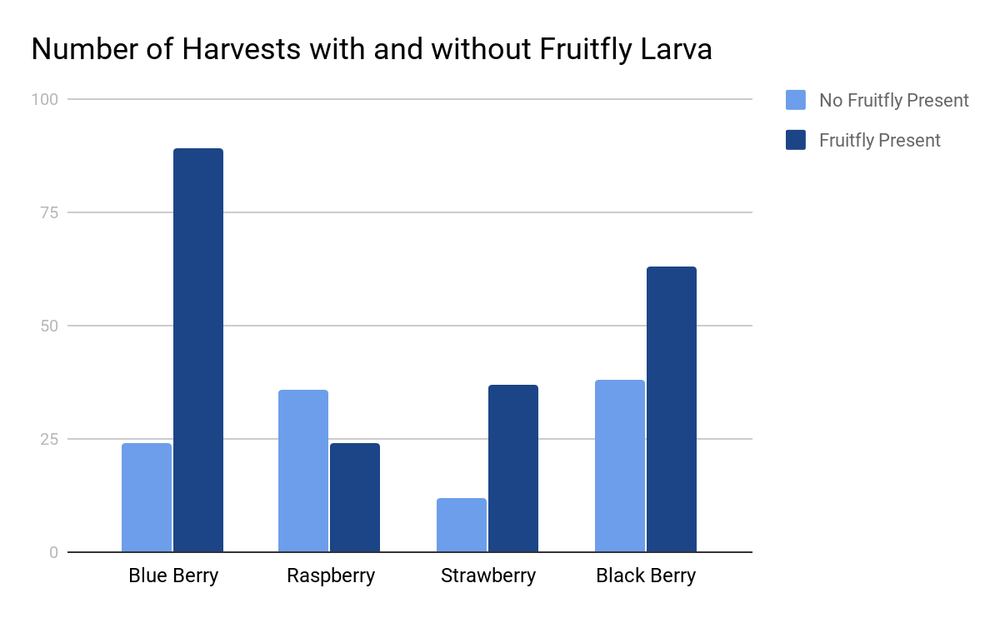 Number of Harvests with and without Fruitfly Larva
100
75
50
25
0
No Fruitfly Present
Fruitfly Present
Blue Berry
Raspberry
Strawberry
Black Berry